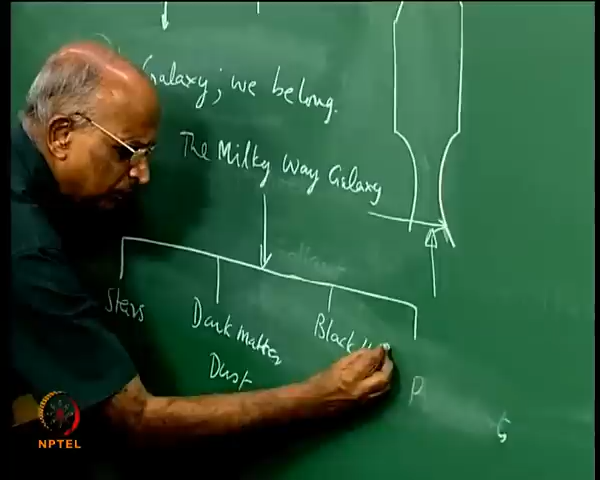 Galaxy; we belong.
The Milky Way Galaxy
Stars
Dark matter
Dust
Black
P
NPTEL